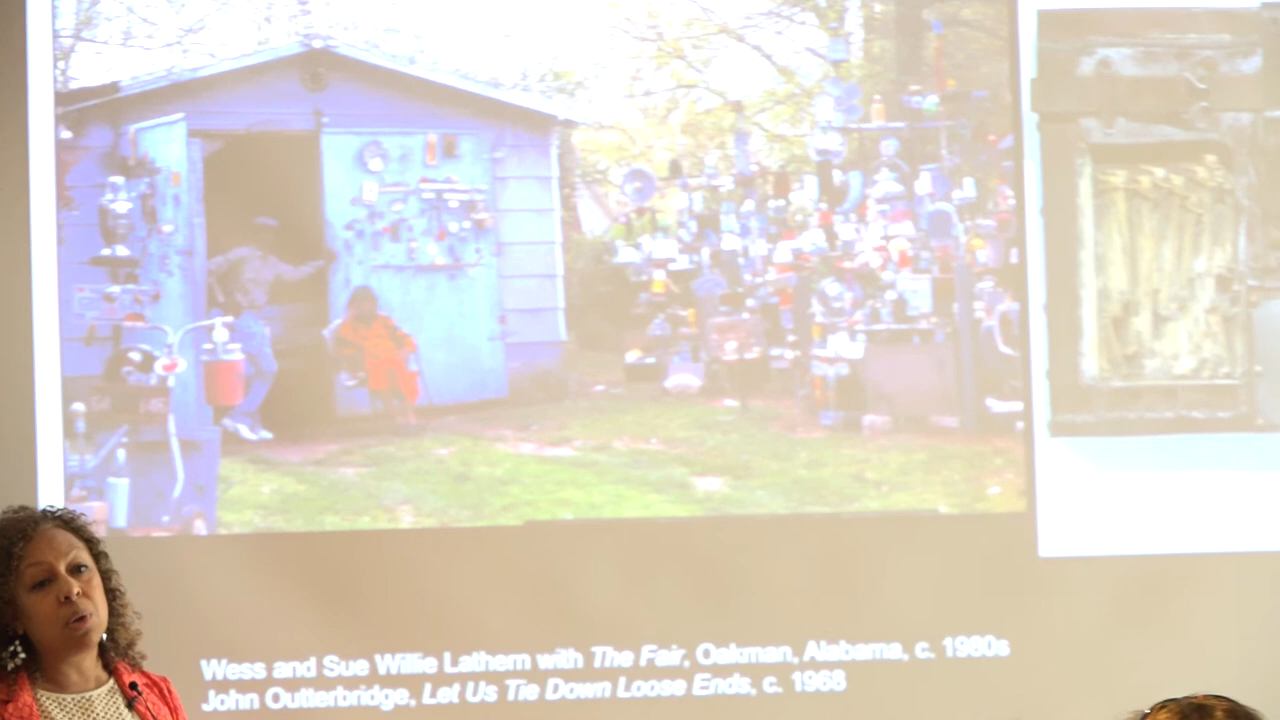 Wess and Sue Willie Lathern with The Fair, Oakman, Alabama, c. 1980s
John Outterbridge, Let Us Tie Down Loose Ends, c. 1968